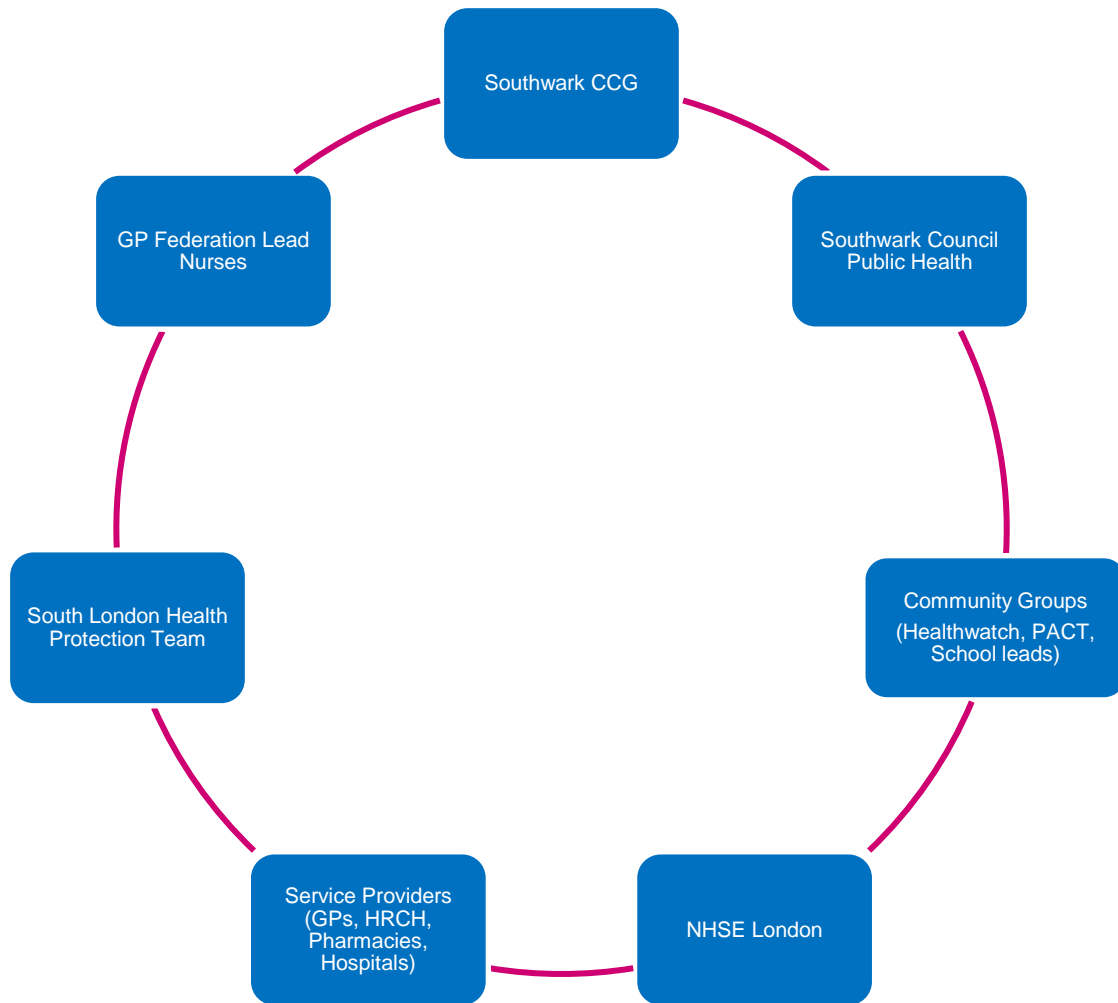 Southwark CCG
GP Federation Lead
Nurses
Southwark Council
Public Health
South London Health
Protection Team
Community Groups
(Healthwatch, PACT,
School leads)
Service Providers
(GPs, HRCH,
Pharmacies,
Hospitals)
NHSE London